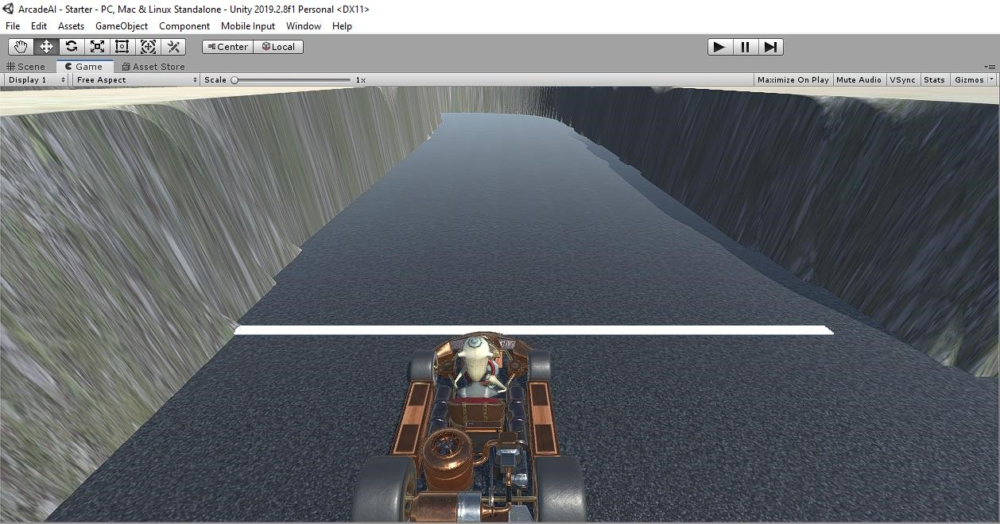 ArcadeAI - Starter - PC, Mac & Linux Standalone - Unity 2019.2.8f1 Personal <DX11>
File Edit Assets GameObject Component Mobile Input Window Help
Center Local
Scene Game Asset Store
Display 1 Free Aspect Scale 1x Maximize On Play Mute Audio VSync Stats Gizmos